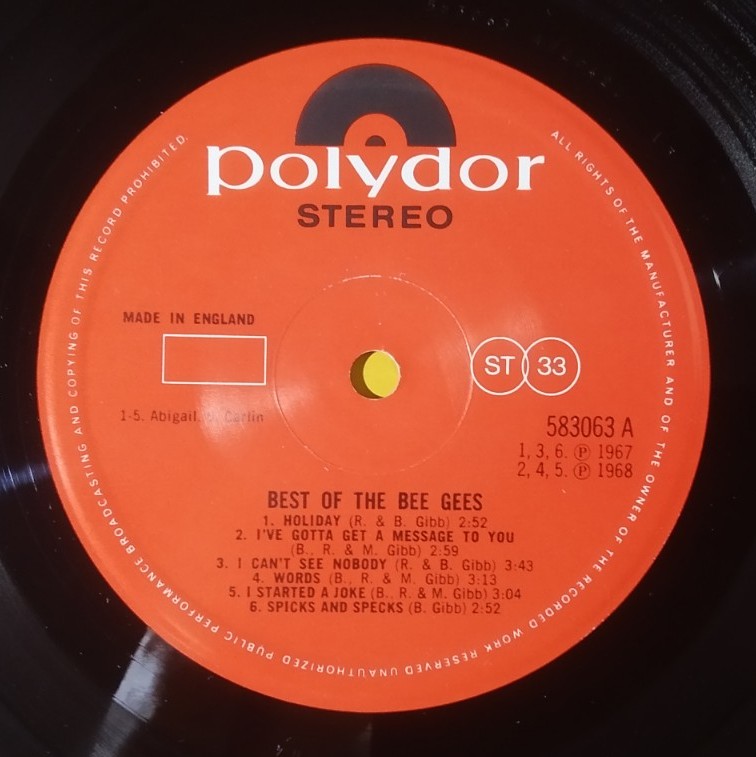 polydor
STEREO
ALL RIGHTS OF THE MANUFACTURER AND OF THE OWNER OF THE RECORDED WORK RESERVED UNAUTHORIZED PUBLIC PERFORMANCE BROADCASTING AND COPYING OF THIS RECORD PROHIBITED.
MADE IN ENGLAND
ST 33
1-5. Abigail, 6. Carlin
583063 A
1, 3, 6. Ⓟ 1967
2, 4, 5. Ⓟ 1968
BEST OF THE BEE GEES
1. HOLIDAY (R. & B. Gibb) 2:52
2. I'VE GOTTA GET A MESSAGE TO YOU
(B., R. & M. Gibb) 2:59
3. I CAN'T SEE NOBODY (R. & B. Gibb) 3:43
4. WORDS (B., R. & M. Gibb) 3:13
5. I STARTED A JOKE (B., R. & M. Gibb) 3:04
6. SPICKS AND SPECKS (B. Gibb) 2:52